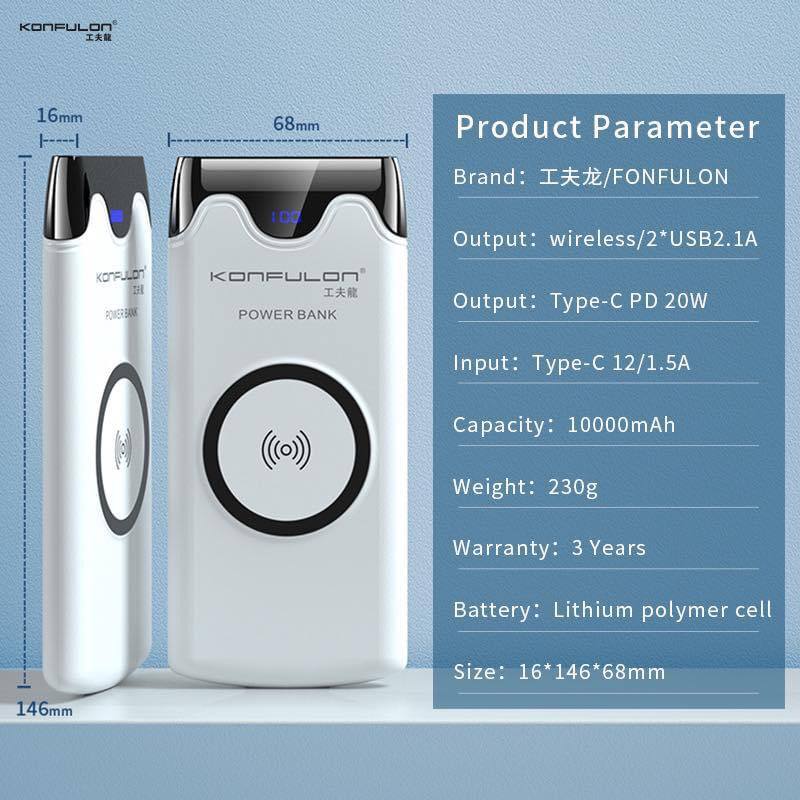 KONFULON®
工夫龍
16mm
68mm
146mm
100
KONFULON
工夫龍
POWER BANK
KONFULON®
工夫龍
POWER BANK
Product Parameter
Brand：工夫龙/FONFULON
Output：wireless/2*USB2.1A
Output：Type-C PD 20W
Input：Type-C 12/1.5A
Capacity：10000mAh
Weight：230g
Warranty：3 Years
Battery：Lithium polymer cell
Size：16*146*68mm